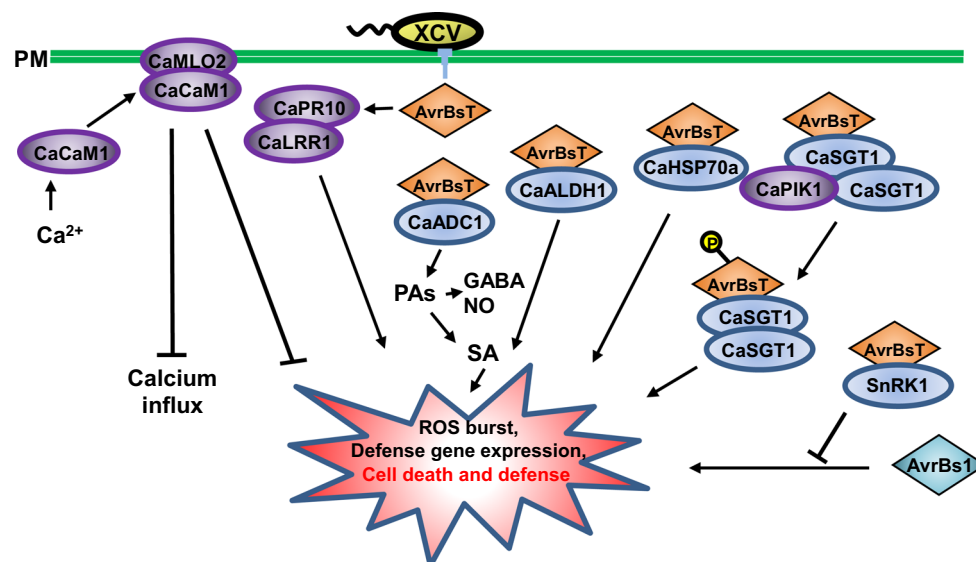 XCV
PM
CaMLO2
CaCaM1
CaPR10
CaLRR1
AvrBsT
CaCaM1
Ca2+
AvrBsT
CaADC1
PAs
GABA
NO
SA
AvrBsT
CaALDH1
AvrBsT
CaHSP70a
AvrBsT
CaSGT1
CaPIK1
CaSGT1
P
AvrBsT
CaSGT1
CaSGT1
AvrBsT
SnRK1
AvrBs1
Calcium
influx
ROS burst,
Defense gene expression,
Cell death and defense